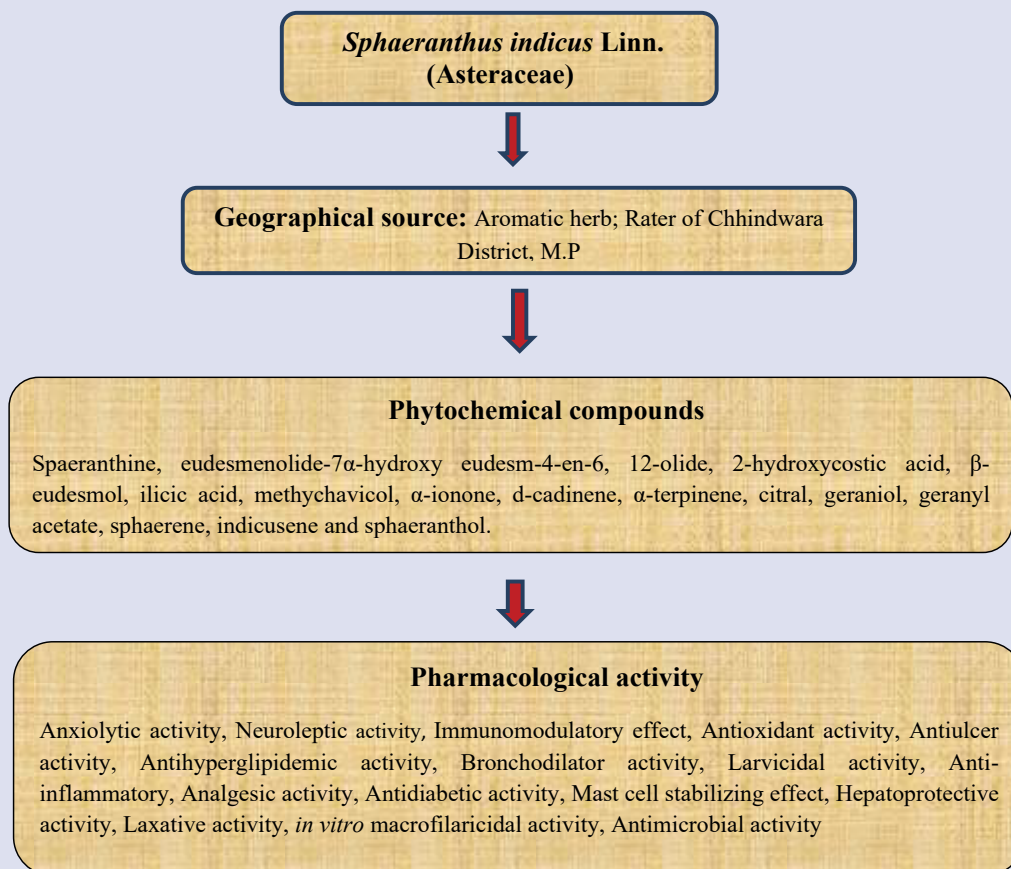 Sphaeranthus indicus Linn.
(Asteraceae)
Geographical source: Aromatic herb; Rater of Chhindwara
District, M.P
Phytochemical compounds
Spaeranthine, eudesmenolide-7α-hydroxy eudesm-4-en-6, 12-olide, 2-hydroxycostic acid, β-
eudesmol, ilicic acid, methychavicol, α-ionone, d-cadinene, α-terpinene, citral, geraniol, geranyl
acetate, sphaerene, indicusene and sphaeranthol.
Pharmacological activity
Anxiolytic activity, Neuroleptic activity, Immunomodulatory effect, Antioxidant activity, Antiulcer
activity, Antihyperglipidemic activity, Bronchodilator activity, Larvicidal activity, Anti-
inflammatory, Analgesic activity, Antidiabetic activity, Mast cell stabilizing effect, Hepatoprotective
activity, Laxative activity, in vitro macrofilaricidal activity, Antimicrobial activity